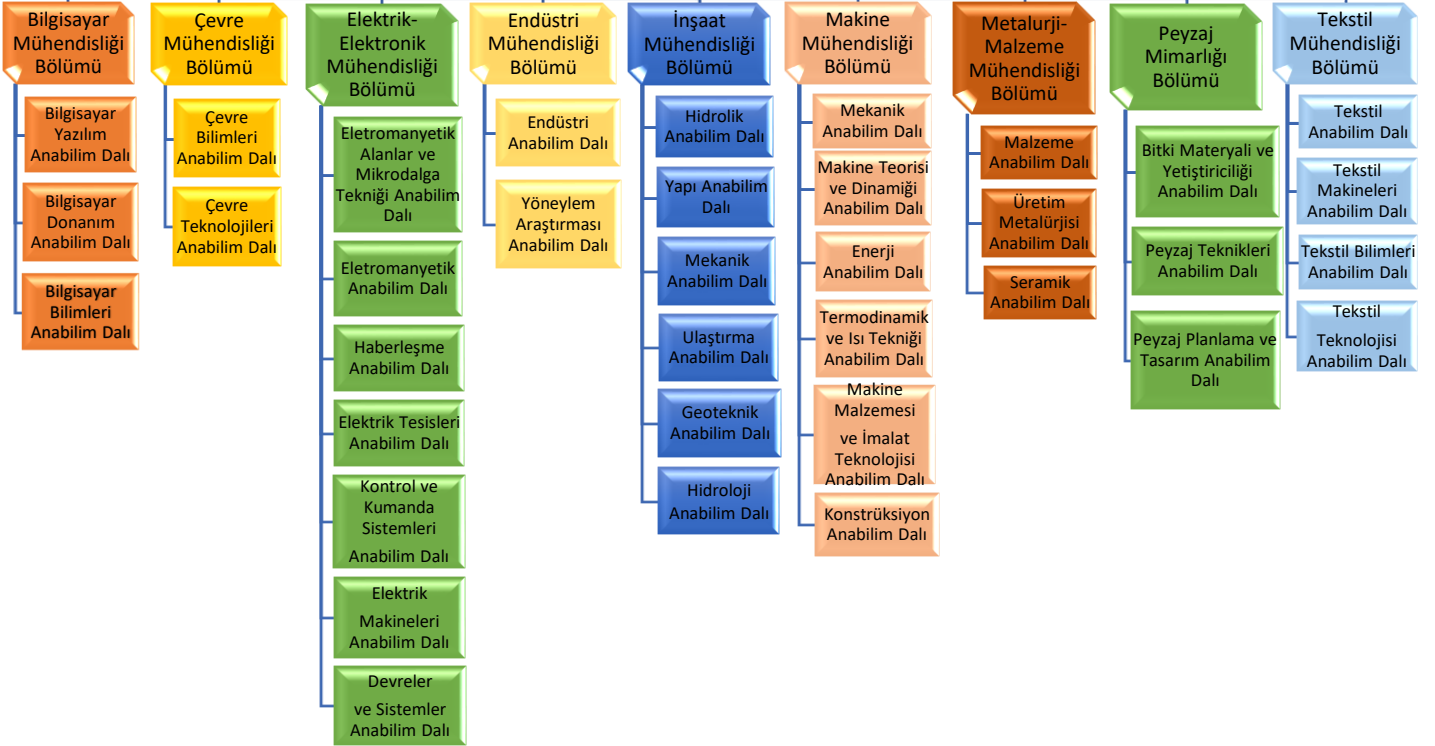 Bilgisayar
Mühendisliği
Bölümü
Bilgisayar
Yazılım
Anabilim Dalı
Bilgisayar
Donanım
Anabilim Dalı
Bilgisayar
Bilimleri
Anabilim Dalı
Çevre
Mühendisliği
Bölümü
Çevre
Bilimleri
Anabilim Dalı
Çevre
Teknolojileri
Anabilim Dalı
Elektrik-
Elektronik
Mühendisliği
Bölümü
Eletromanyetik
Alanlar ve
Mikrodalga
Tekniği Anabilim
Dalı
Eletromanyetik
Anabilim Dalı
Haberleşme
Anabilim Dalı
Elektrik Tesisleri
Anabilim Dalı
Kontrol ve
Kumanda
Sistemleri
Anabilim Dalı
Elektrik
Makineleri
Anabilim Dalı
Devreler
ve Sistemler
Anabilim Dalı
Endüstri
Mühendisliği
Bölümü
Endüstri
Anabilim Dalı
Yöneylem
Araştırması
Anabilim Dalı
İnşaat
Mühendisliği
Bölümü
Hidrolik
Anabilim Dalı
Yapı Anabilim
Dalı
Mekanik
Anabilim Dalı
Ulaştırma
Anabilim Dalı
Geoteknik
Anabilim Dalı
Hidroloji
Anabilim Dalı
Makine
Mühendisliği
Bölümü
Mekanik
Anabilim Dalı
Makine Teorisi
ve Dinamiği
Anabilim Dalı
Enerji
Anabilim Dalı
Termodinamik
ve Isı Tekniği
Anabilim Dalı
Makine
Malzemesi
ve İmalat
Teknolojisi
Anabilim Dalı
Konstrüksiyon
Anabilim Dalı
Metalurji-
Malzeme
Mühendisliği
Bölümü
Malzeme
Anabilim Dalı
Üretim
Metalürjisi
Anabilim Dalı
Seramik
Anabilim Dalı
Peyzaj
Mimarlığı
Bölümü
Bitki Materyali ve
Yetiştiriciliği
Anabilim Dalı
Peyzaj Teknikleri
Anabilim Dalı
Peyzaj Planlama ve
Tasarım Anabilim
Dalı
Tekstil
Mühendisliği
Bölümü
Tekstil
Anabilim Dalı
Tekstil
Makineleri
Anabilim Dalı
Tekstil Bilimleri
Anabilim Dalı
Tekstil
Teknolojisi
Anabilim Dalı